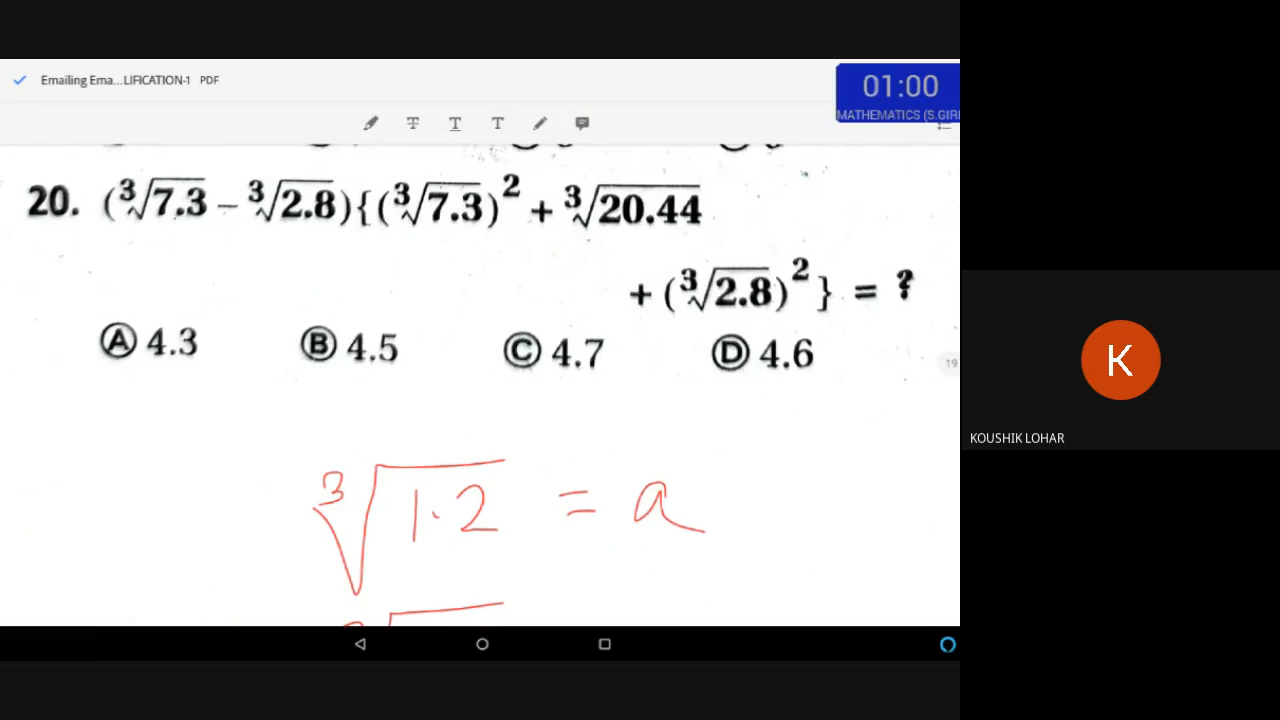 Emailing Ema...LIFICATION-1 PDF
01:00
MATHEMATICS (S.GIRI
20. (∛7.3 – ∛2.8){(∛7.3)² + ∛20.44
+ (∛2.8)²} = ?
Ⓐ 4.3 Ⓑ 4.5 Ⓒ 4.7 Ⓓ 4.6
19
∛1.2 = a
K
KOUSHIK LOHAR